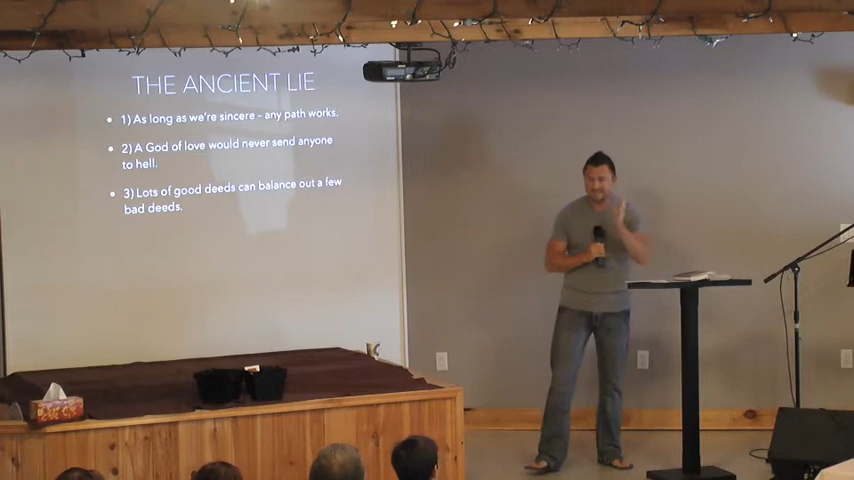 THE ANCIENT LIE
• 1) As long as we're sincere – any path works.
• 2) A God of love would never send anyone
to hell.
• 3) Lots of good deeds can balance out a few
bad deeds.